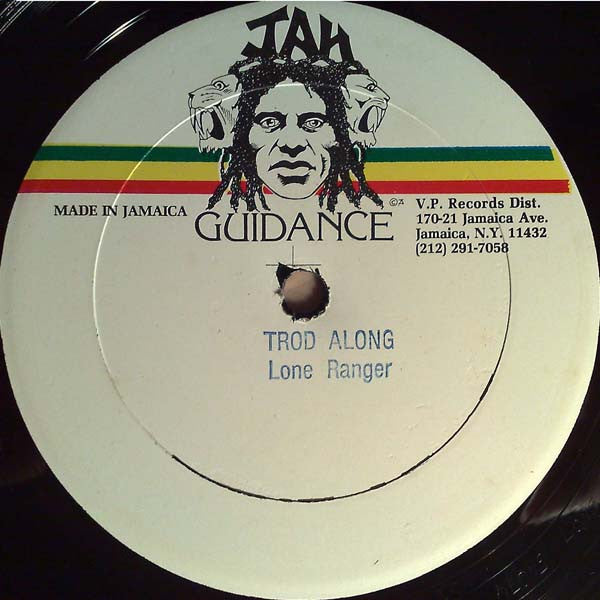 JAH
MADE IN JAMAICA
GUIDANCE
©
V.P. Records Dist.
170-21 Jamaica Ave.
Jamaica, N.Y. 11432
(212) 291-7058
TROD ALONG
Lone Ranger